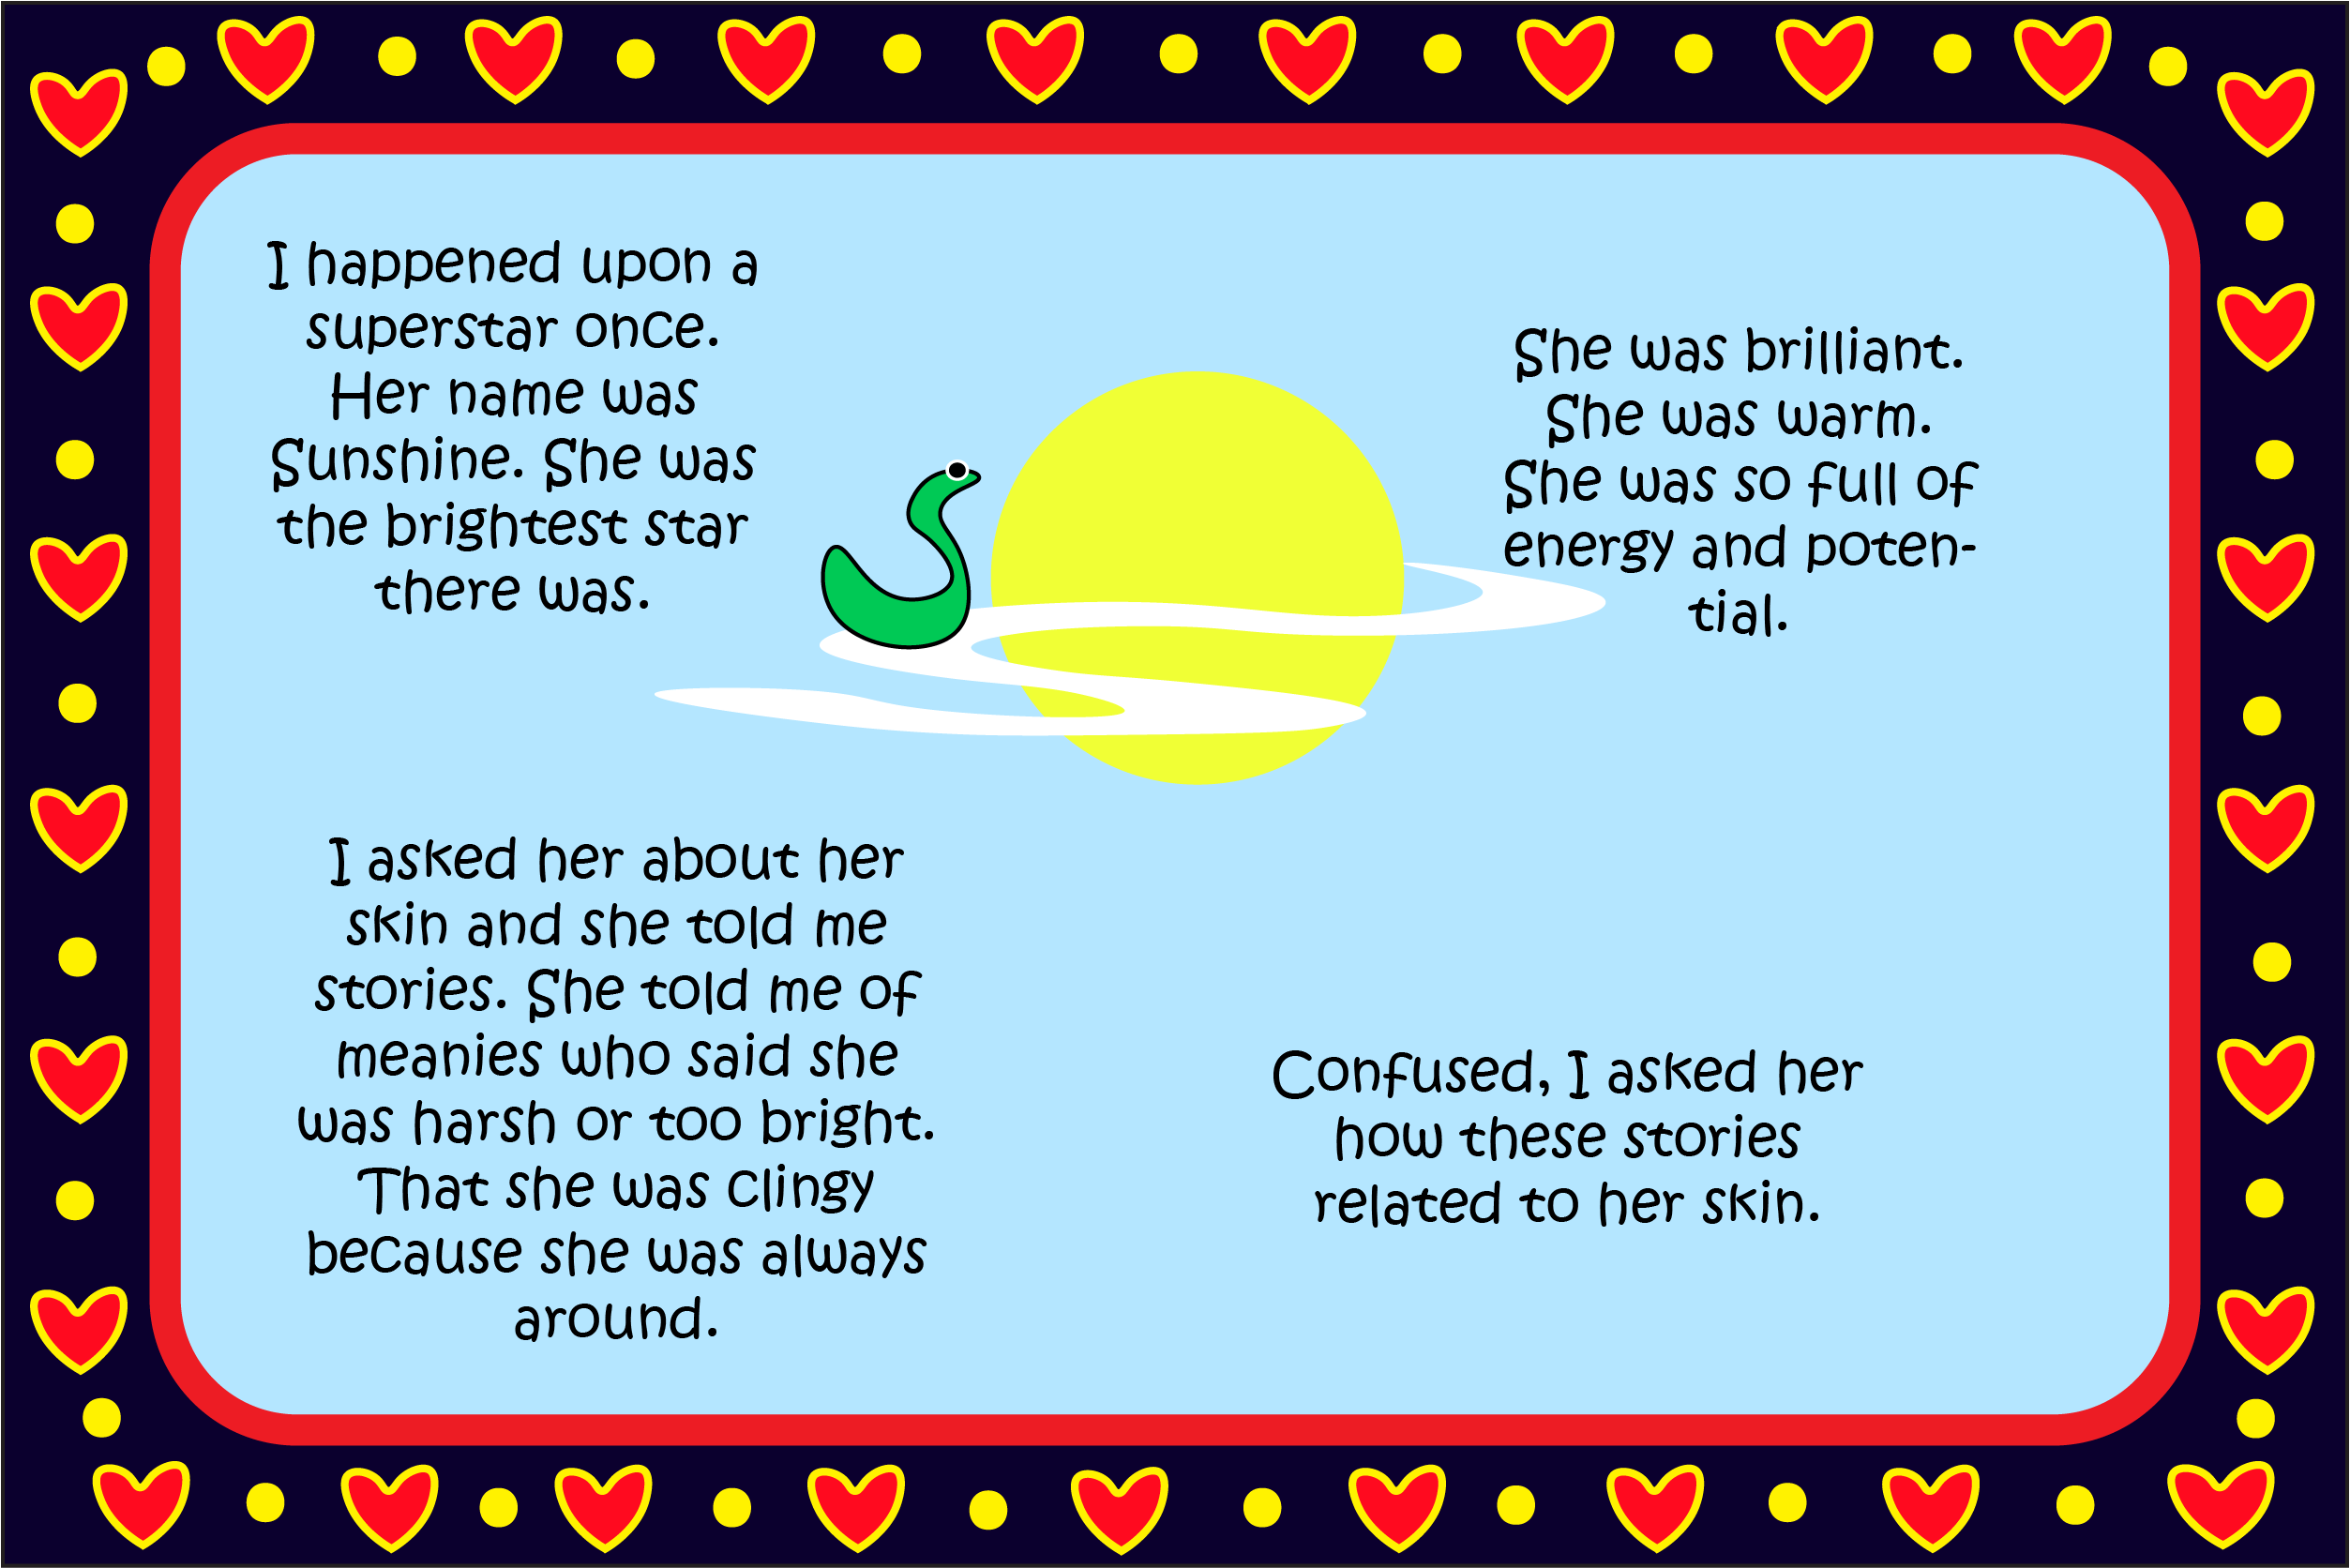 I happened upon a
superstar once.
Her name was
Sunshine. She was
the brightest star
there was.
She was brilliant.
She was warm.
She was so full of
energy and poten-
tial.
I asked her about her
skin and she told me
stories. She told me of
meanies who said she
was harsh or too bright.
That she was clingy
because she was always
around.
Confused, I asked her
how these stories
related to her skin.